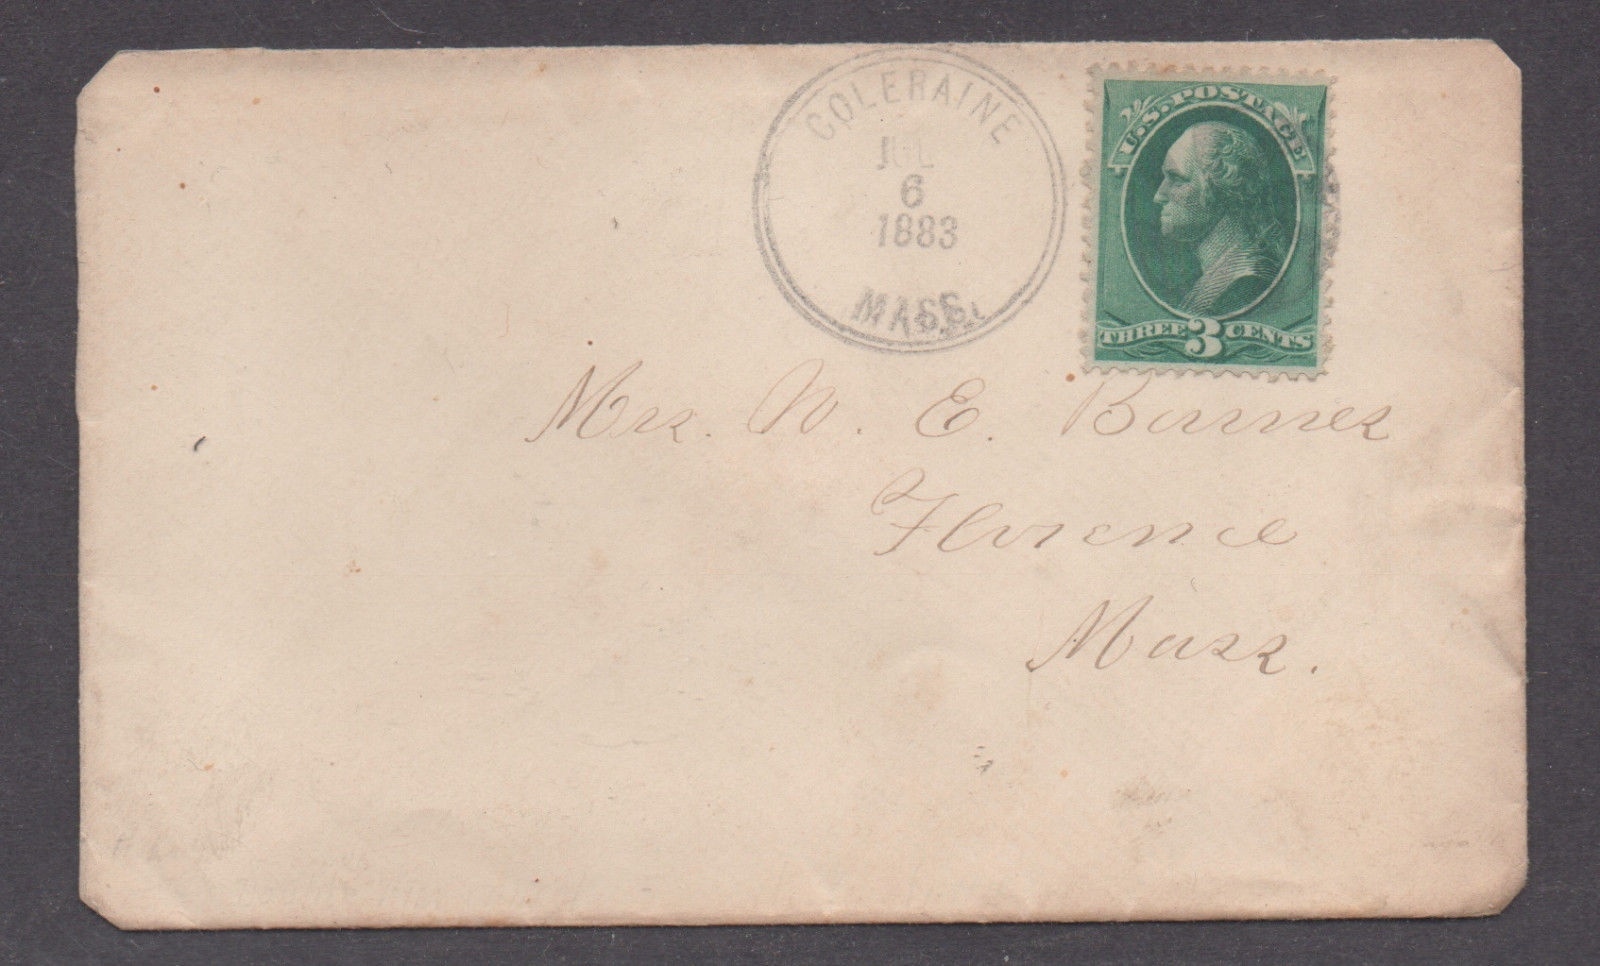 COLERAINE
JUL
6
1883
MASS.
U.S. POSTAGE
THREE 3 CENTS
Mrs. W. E. Barnes
Florence
Mass.